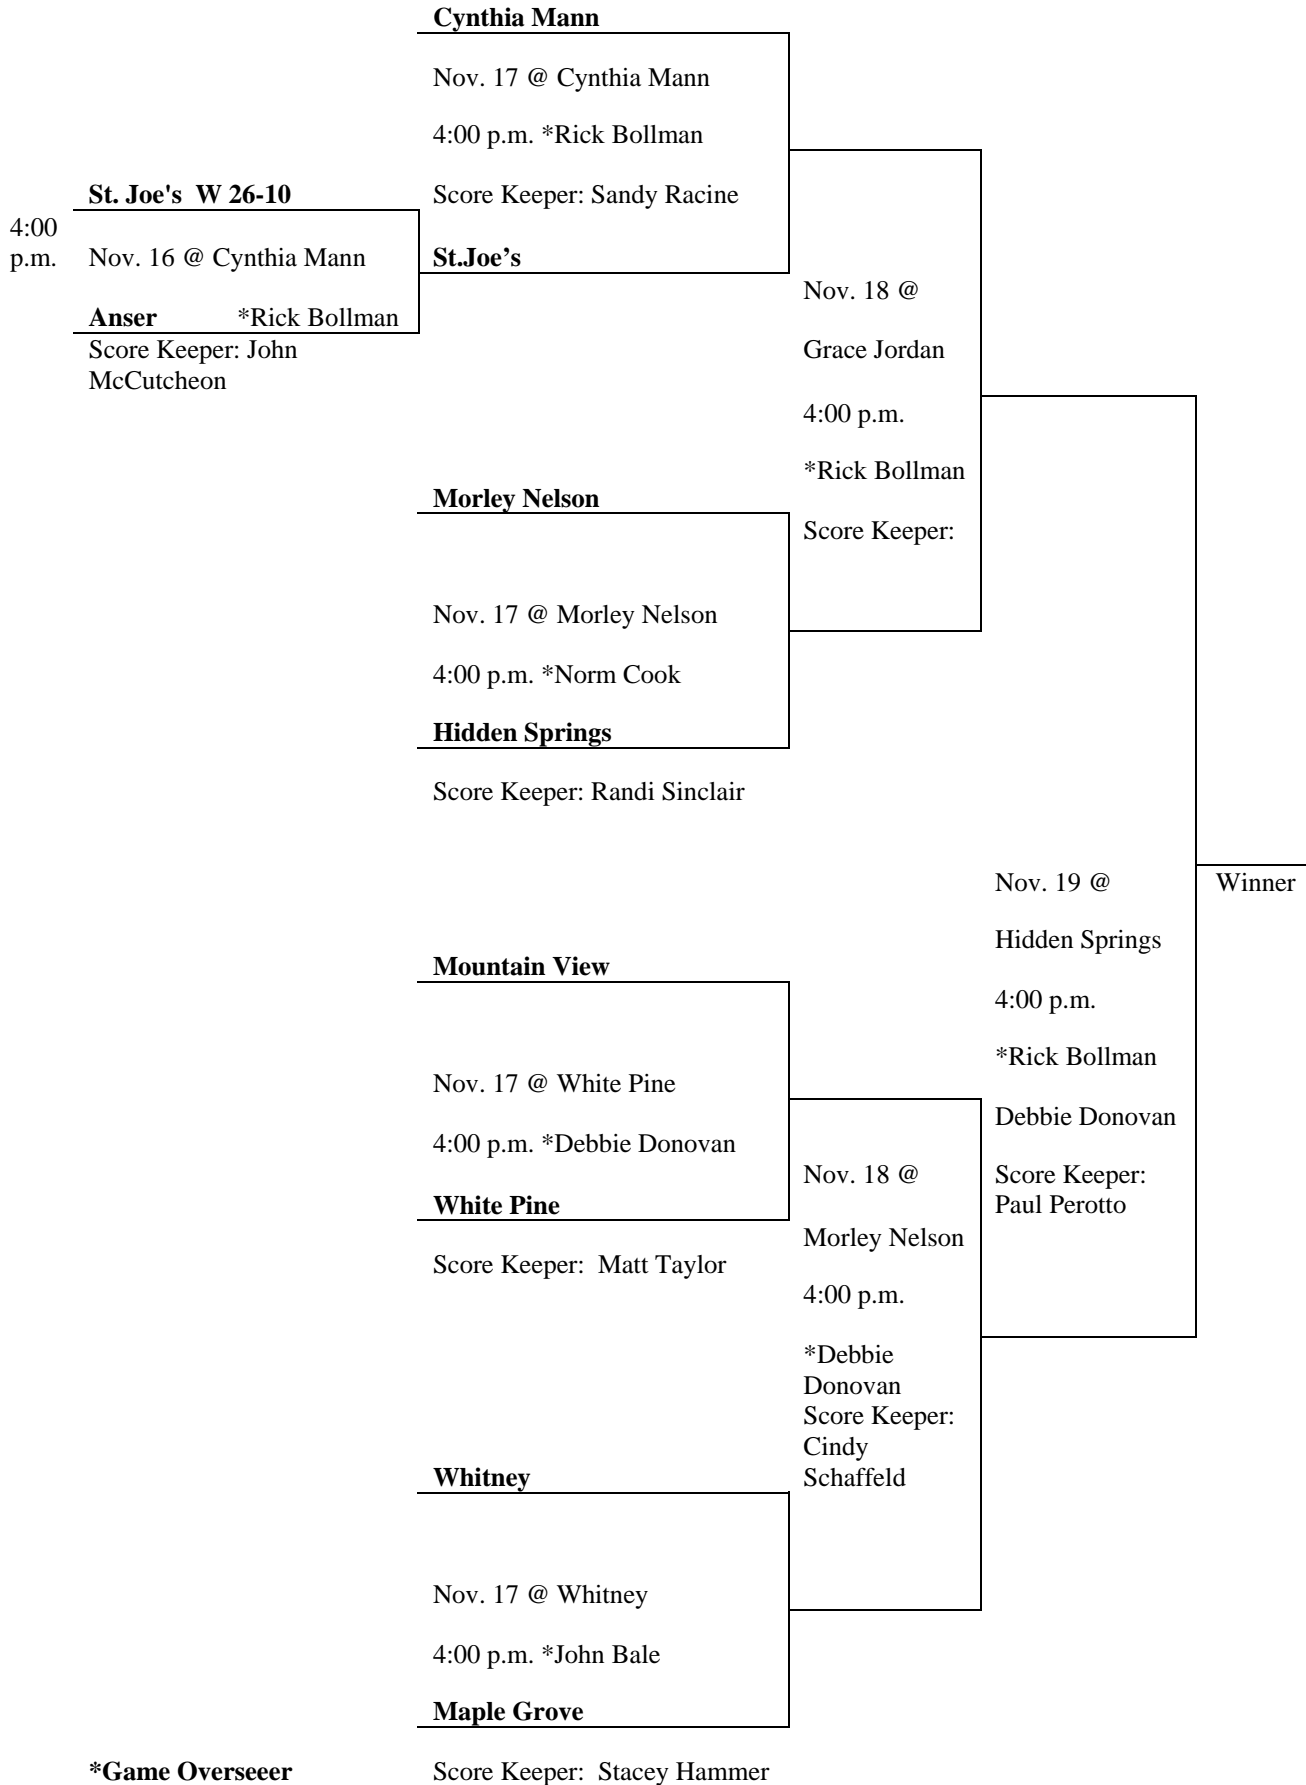 Cynthia Mann
Nov. 17 @ Cynthia Mann
4:00 p.m. *Rick Bollman
St. Joe's  W 26-10
Score Keeper: Sandy Racine
4:00
p.m.
Nov. 16 @ Cynthia Mann
St.Joe’s
Anser *Rick Bollman
Score Keeper: John
McCutcheon
Nov. 18 @
Grace Jordan
4:00 p.m.
*Rick Bollman
Score Keeper:
Morley Nelson
Nov. 17 @ Morley Nelson
4:00 p.m. *Norm Cook
Hidden Springs
Score Keeper: Randi Sinclair
Nov. 19 @
Hidden Springs
4:00 p.m.
*Rick Bollman
Debbie Donovan
Score Keeper:
Paul Perotto
Winner
Mountain View
Nov. 17 @ White Pine
4:00 p.m. *Debbie Donovan
White Pine
Score Keeper:  Matt Taylor
Nov. 18 @
Morley Nelson
4:00 p.m.
*Debbie
Donovan
Score Keeper:
Cindy
Schaffeld
Whitney
Nov. 17 @ Whitney
4:00 p.m. *John Bale
Maple Grove
*Game Overseeer
Score Keeper:  Stacey Hammer